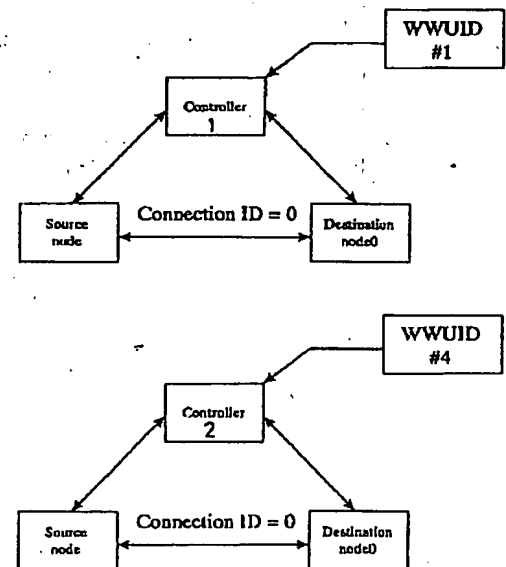 WWUID
#1
Controller
1
Connection ID = 0
Source
node
Destination
node0
WWUID
#4
Controller
2
Connection ID = 0
Source
node
Destination
node0